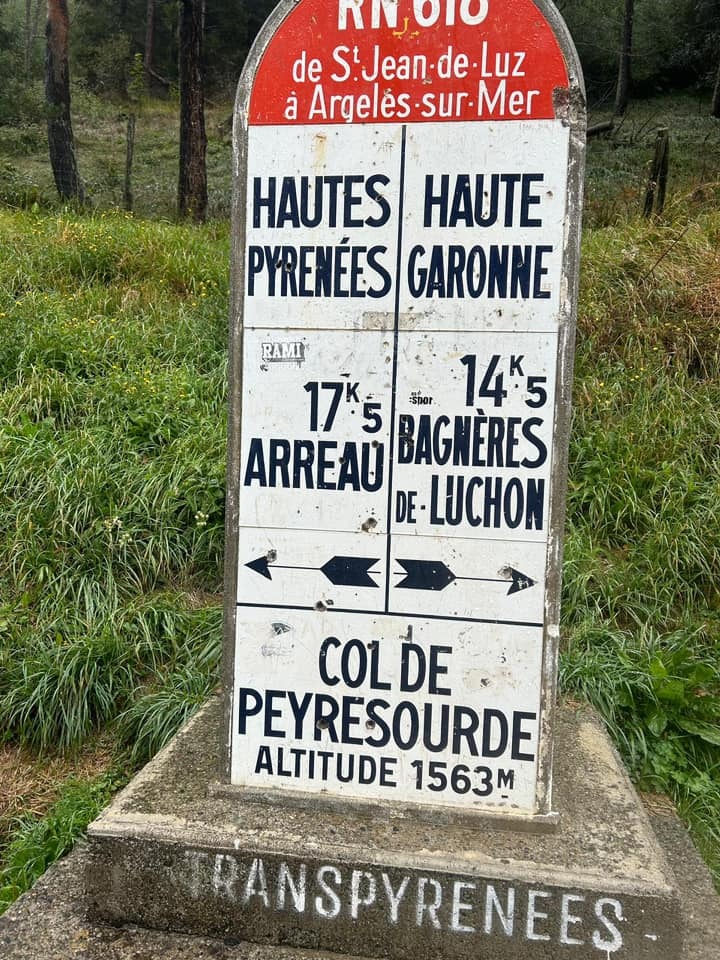 RN 618
de St Jean-de-Luz
à Argelès-sur-Mer
HAUTES
PYRENÉES
HAUTE
GARONNE
RAMI
17K5
ARREAU
14K5
BAGNÈRES
DE-LUCHON
COL DE
PEYRESOURDE
ALTITUDE 1563M
TRANSPYRENEES